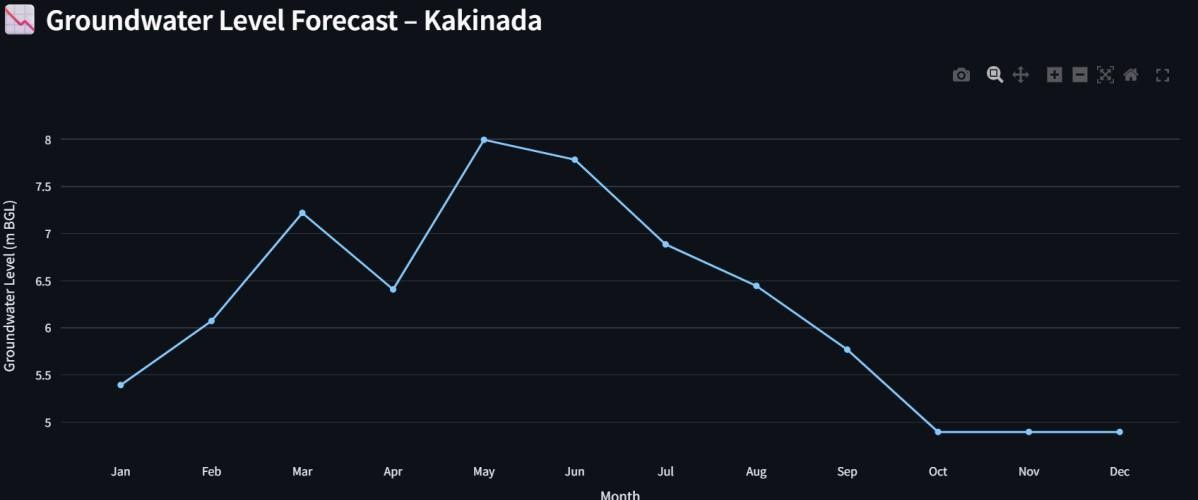 Groundwater Level Forecast – Kakinada
Groundwater Level (m BGL)
8
7.5
7
6.5
6
5.5
5
Jan Feb Mar Apr May Jun Jul Aug Sep Oct Nov Dec
Month